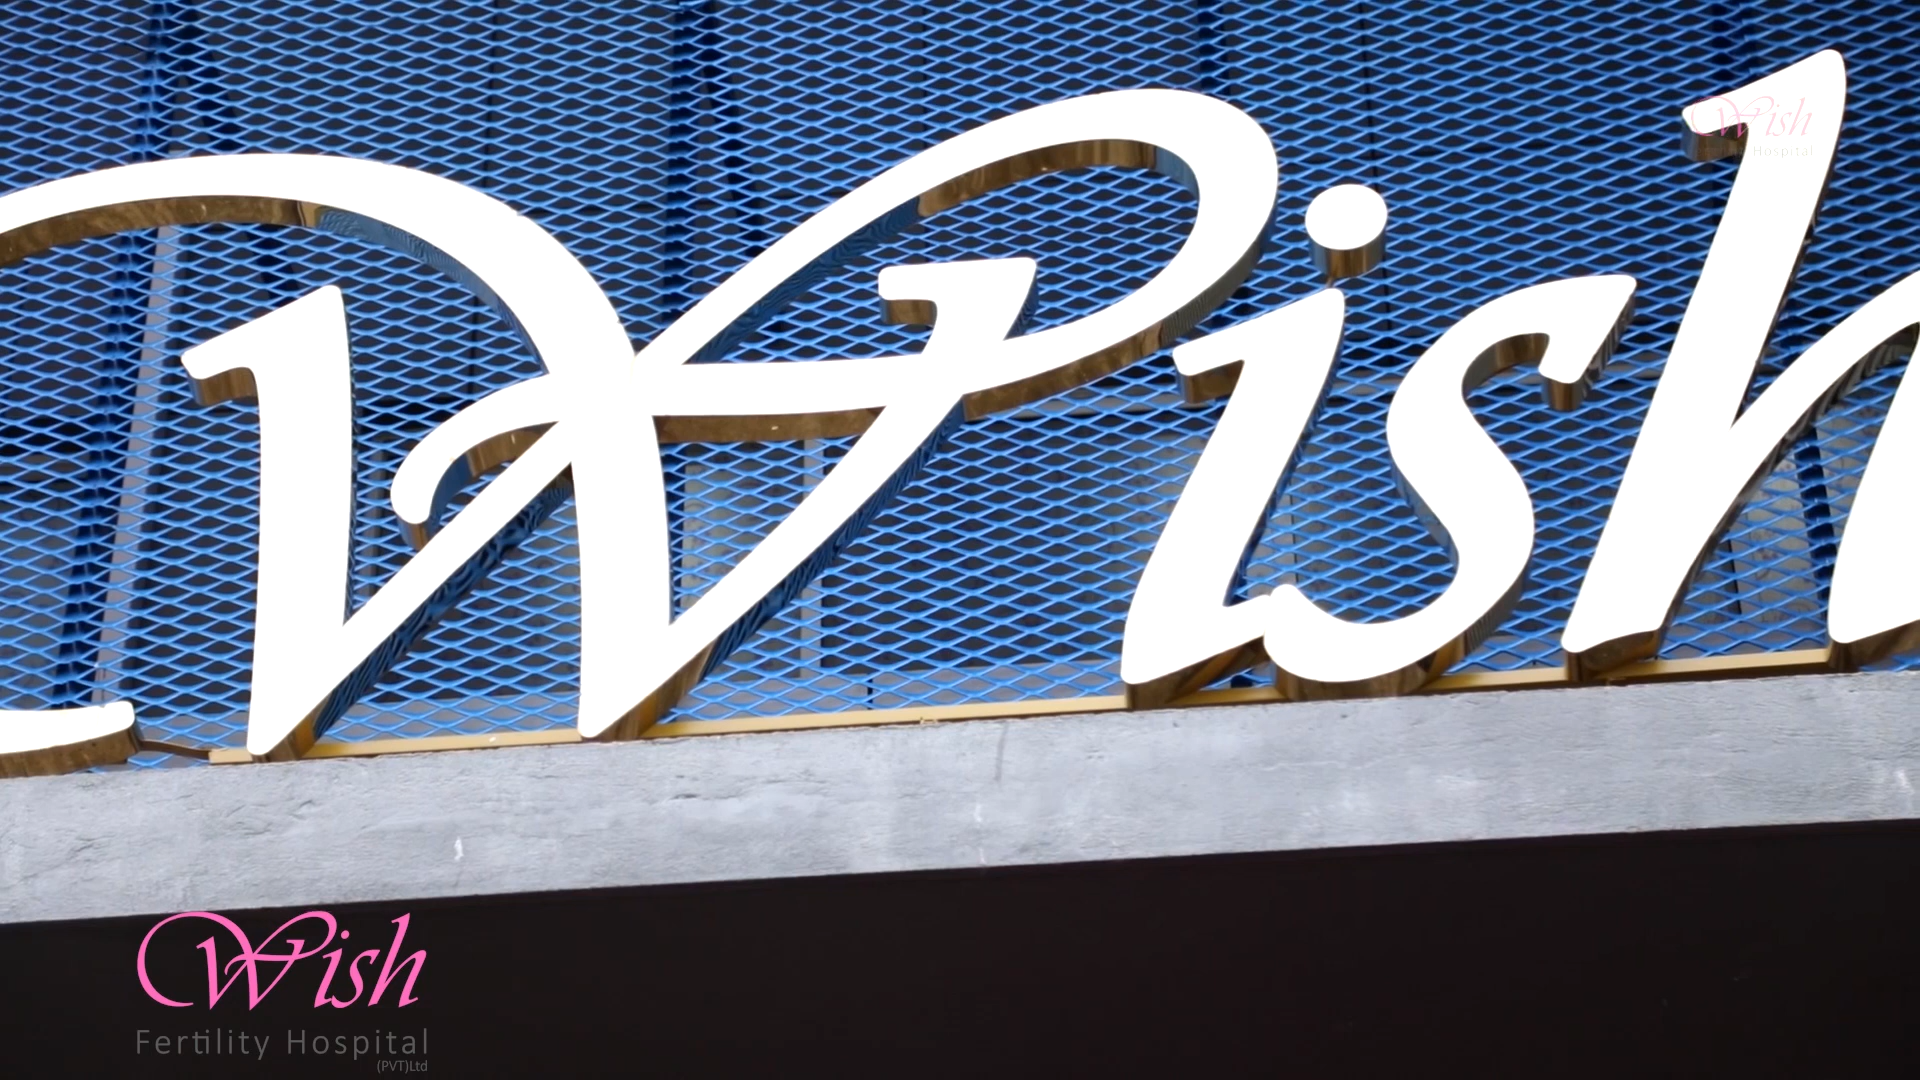 Wish
Hospital
Wish
Wish
Fertility Hospital
(PVT)Ltd